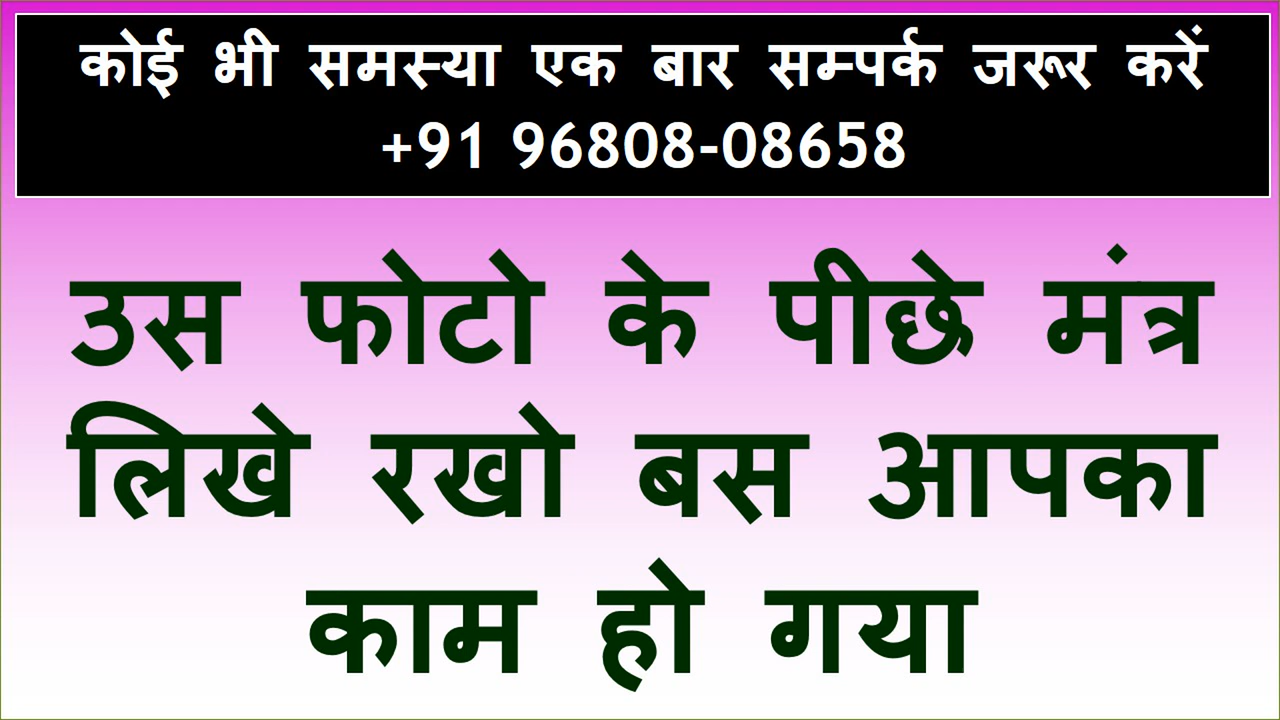 कोई भी समस्या एक बार सम्पर्क जरूर करें
+91 96808-08658
उस फोटो के पीछे मंत्र
लिखे रखो बस आपका
काम हो गया